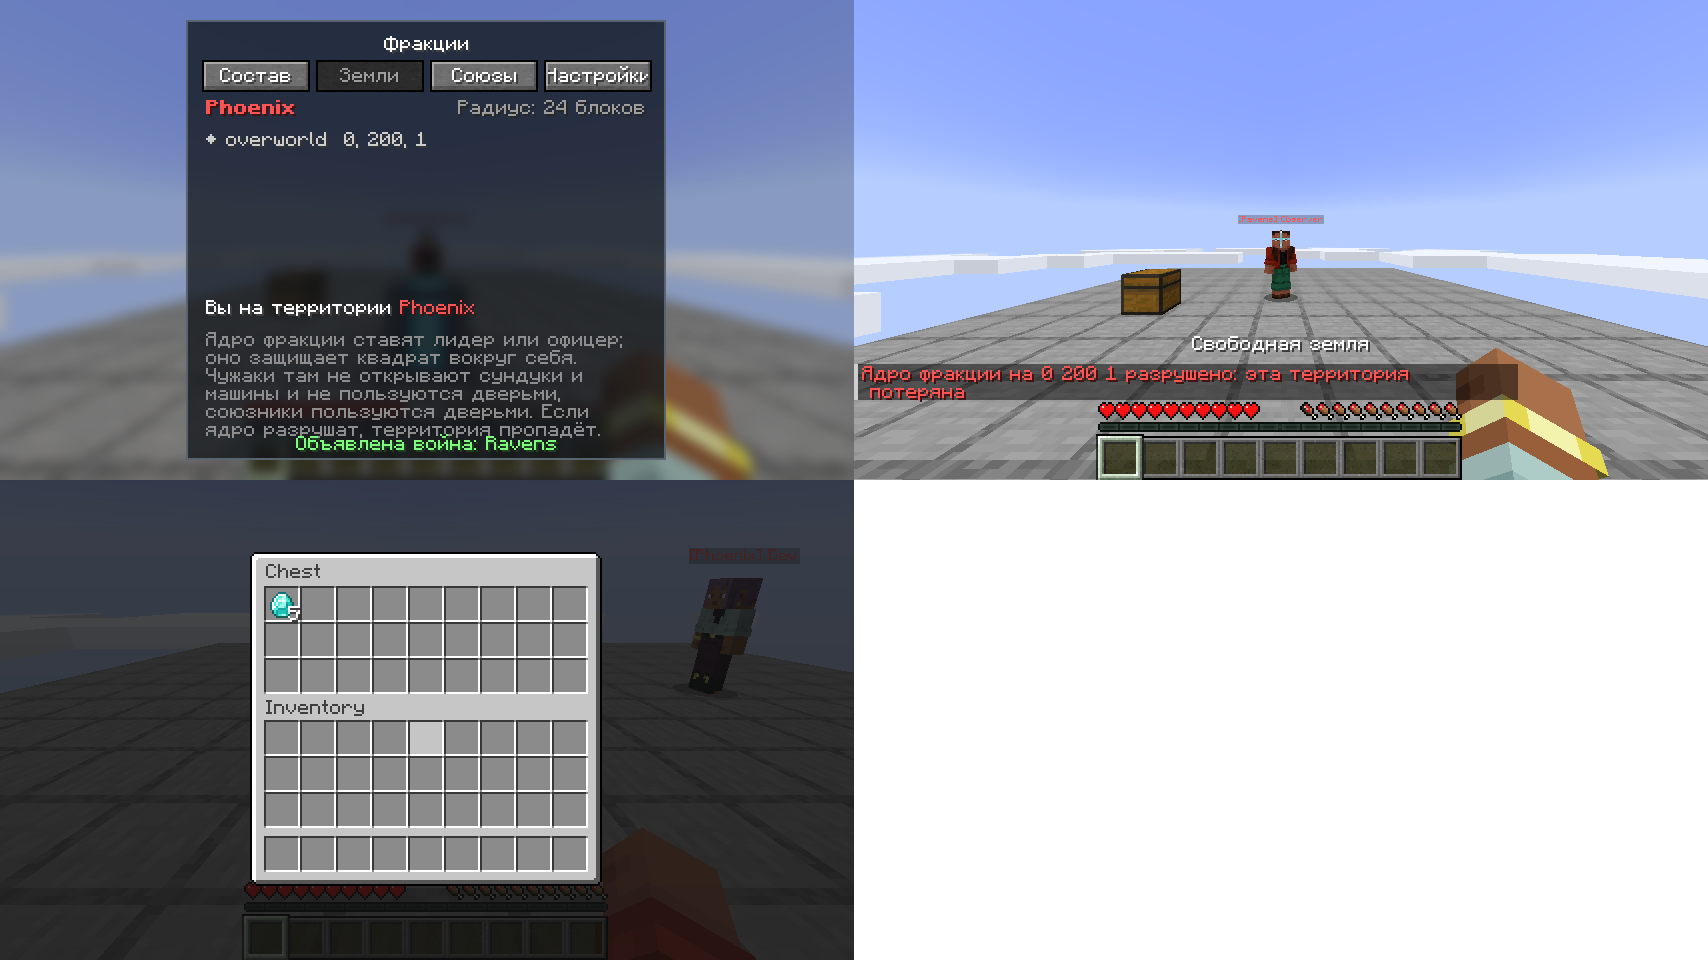 Фракции
Состав Земли Союзы Настройки
Phoenix Радиус: 24 блоков
overworld 0, 200, 1
Вы на территории Phoenix
Ядро фракции ставят лидер или офицер;
оно защищает квадрат вокруг себя.
Чужаки там не открывают сундуки и
машины и не пользуются дверьми,
союзники пользуются дверьми. Если
ядро разрушат, территория пропадёт.
Объявлена война: Ravens
[Ravens] Observer
Свободная земля
Ядро фракции на 0 200 1 разрушено: эта территория
потеряна
[Phoenix]
Chest
5
Inventory